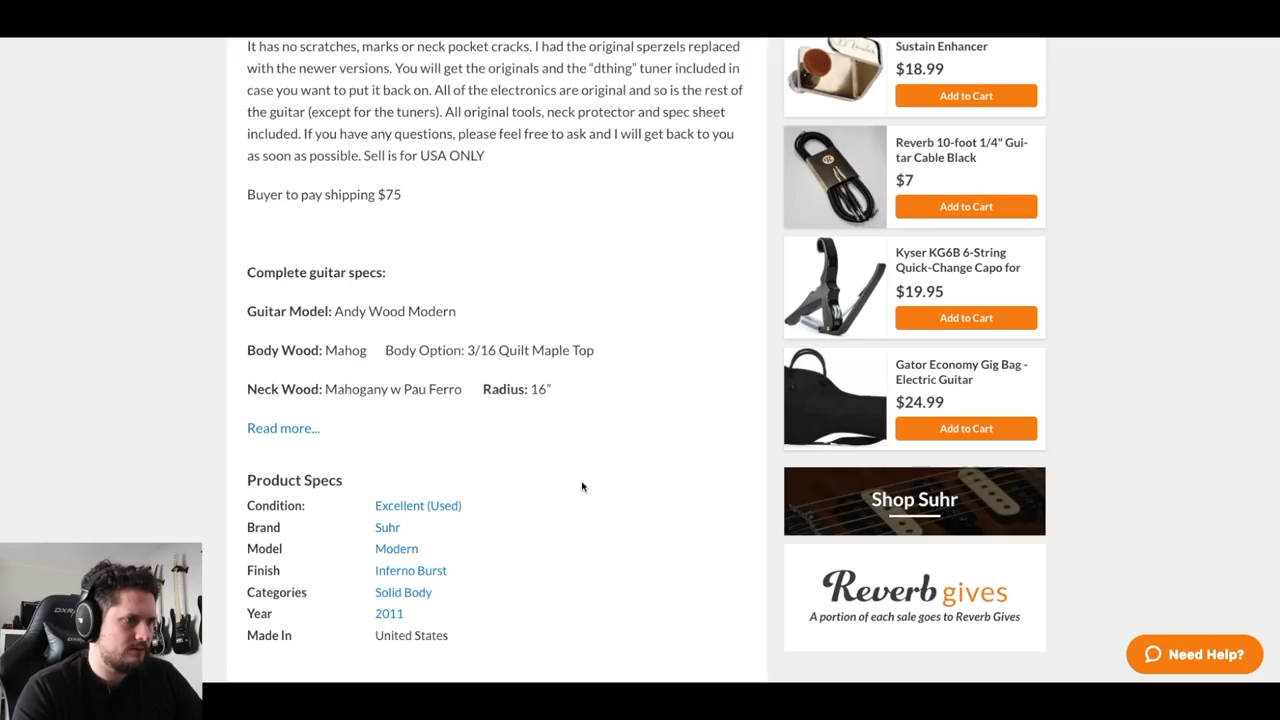 It has no scratches, marks or neck pocket cracks. I had the original sperzels replaced
with the newer versions. You will get the originals and the “dthing” tuner included in
case you want to put it back on. All of the electronics are original and so is the rest of
the guitar (except for the tuners). All original tools, neck protector and spec sheet
included. If you have any questions, please feel free to ask and I will get back to you
as soon as possible. Sell is for USA ONLY
Buyer to pay shipping $75
Complete guitar specs:
Guitar Model: Andy Wood Modern
Body Wood: Mahog Body Option: 3/16 Quilt Maple Top
Neck Wood: Mahogany w Pau Ferro Radius: 16”
Read more...
Product Specs
Condition: Excellent (Used)
Brand Suhr
Model Modern
Finish Inferno Burst
Categories Solid Body
Year 2011
Made In United States
Sustain Enhancer
$18.99
Add to Cart
Reverb 10-foot 1/4" Gui-
tar Cable Black
$7
Add to Cart
Kyser KG6B 6-String
Quick-Change Capo for
$19.95
Add to Cart
Gator Economy Gig Bag -
Electric Guitar
$24.99
Add to Cart
Shop Suhr
Reverb gives
A portion of each sale goes to Reverb Gives
Need Help?